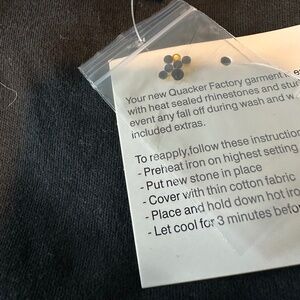 Your new Quacker Factory garment
with heat sealed rhinestones and stud
event any fall off during wash and w
included extras.
To reapply,follow these instruction
- Preheat iron on highest setting
- Put new stone in place
- Cover with thin cotton fabric
- Place and hold down hot iro
- Let cool for 3 minutes befo